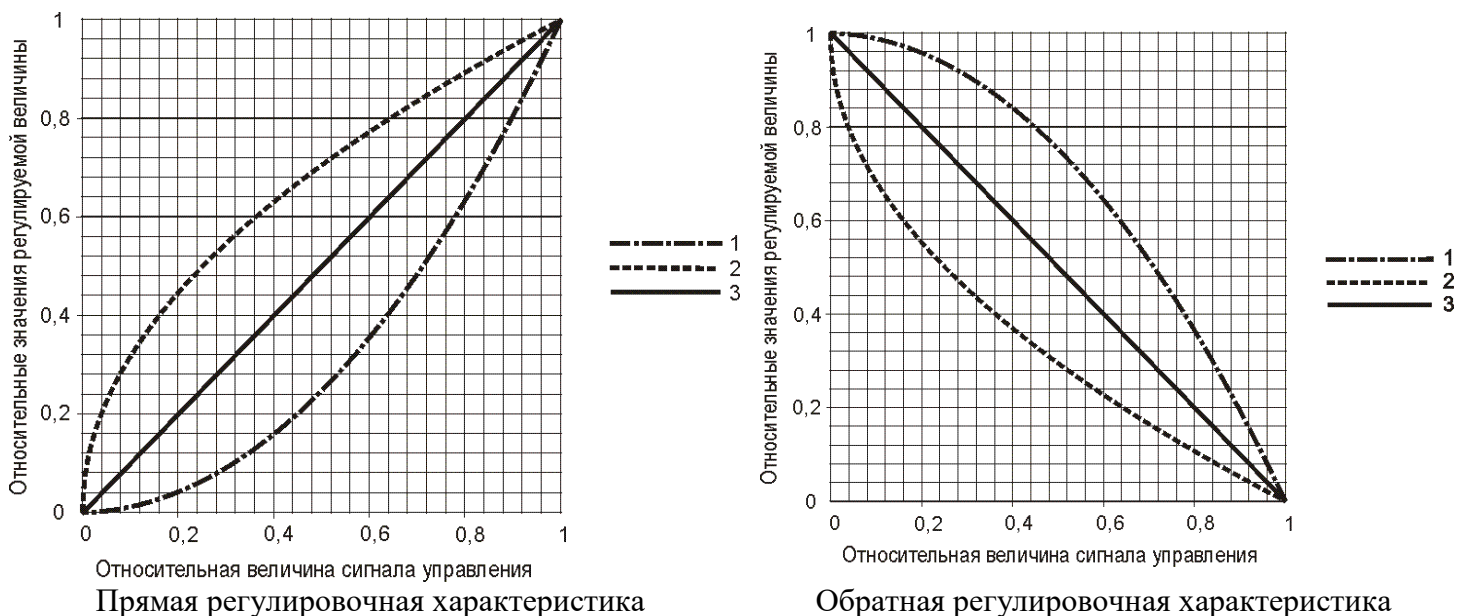 Относительные значения регулируемой величины
1
0,8
0,6
0,4
0,2
0
0 0,2 0,4 0,6 0,8 1
Относительная величина сигнала управления
Прямая регулировочная характеристика
1
2
3
Относительные значения регулируемой величины
1
0,8
0,6
0,4
0,2
0
0 0,2 0,4 0,6 0,8 1
Относительная величина сигнала управления
Обратная регулировочная характеристика
1
2
3